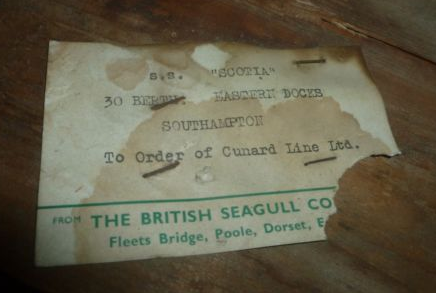 s.s. "SCOTIA"
30 BERTH EASTERN DOCKS
SOUTHAMPTON
To Order of Cunard Line Ltd.
FROM THE BRITISH SEAGULL CO
Fleets Bridge, Poole, Dorset, E